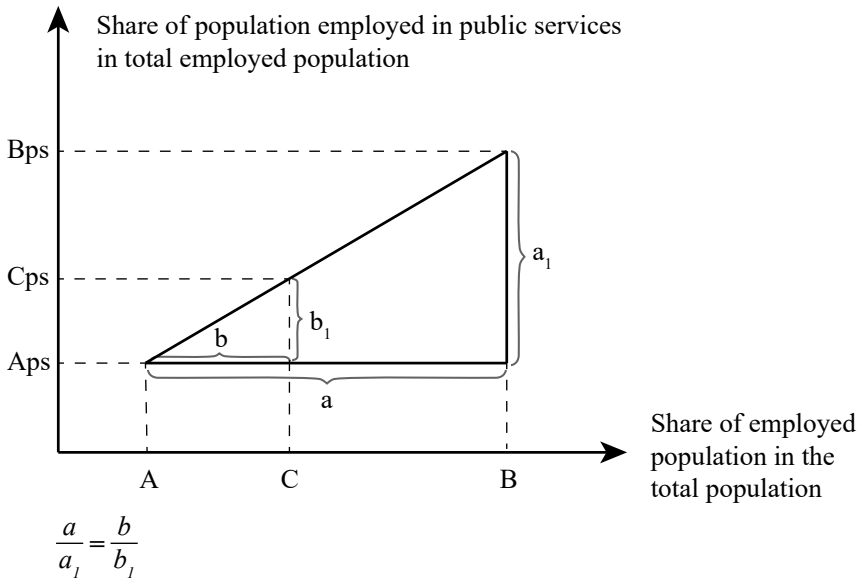 Share of population employed in public services
in total employed population
Bps
Cps
Aps
b
b1
a1
a
A
C
B
Share of employed
population in the
total population
a/a1 = b/b1